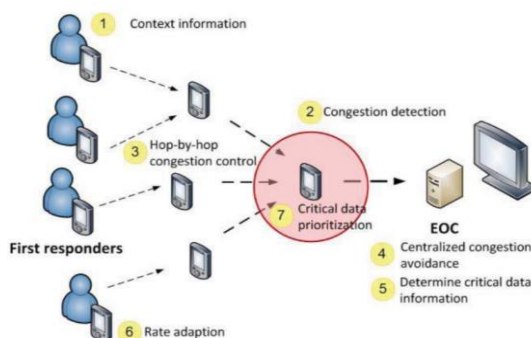 1 Context information
2 Congestion detection
3 Hop-by-hop
congestion control
7 Critical data
prioritization
First responders
EOC
4 Centralized congestion
avoidance
5 Determine critical data
information
6 Rate adaption